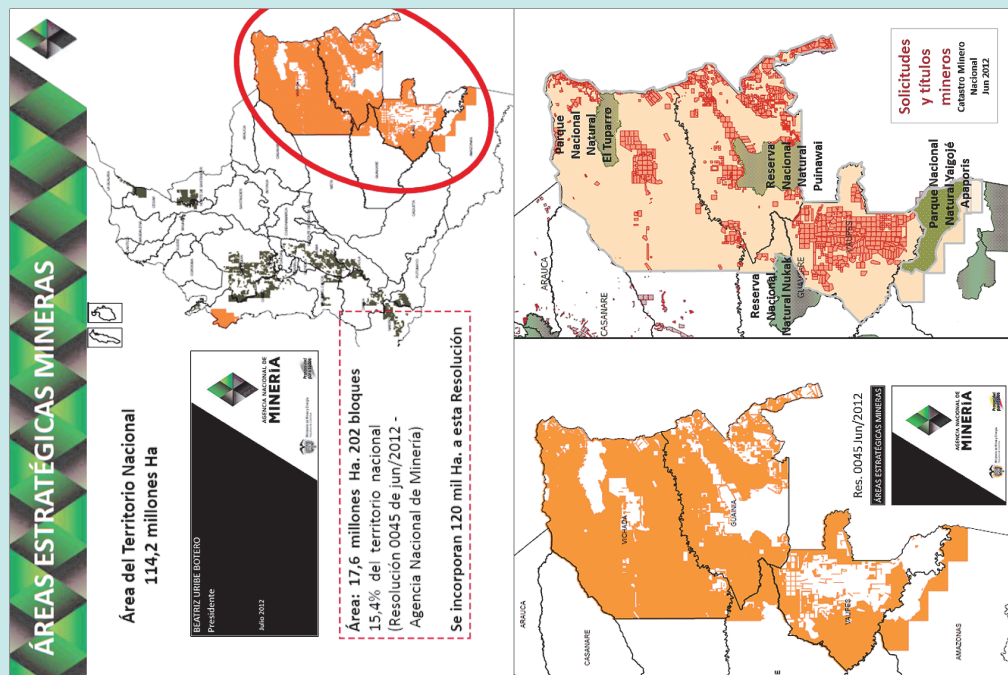 ÁREAS ESTRATÉGICAS MINERAS
Área del Territorio Nacional
114,2 millones Ha
BEATRIZ URIBE BOTERO
Presidente
Julio 2012
AGENCIA NACIONAL DE
MINERÍA
Área: 17,6 millones Ha. 202 bloques
15,4% del territorio nacional
(Resolución 0045 de jun/2012 -
Agencia Nacional de Minería)
Se incorporan 120 mil Ha. a esta Resolución
Solicitudes
y títulos
mineros
Catastro Minero
Nacional
Jun 2012
Parque
Nacional
Natural
El Tuparro
Reserva
Nacional
Natural
Puinawai
Parque Nacional
Natural Yaigojé
Apaporis
Reserva
Nacional
Natural Nukak
ARAUCA
CASANARE
GUAVIARE
VAUPES
Res. 0045 Jun/2012
ÁREAS ESTRATÉGICAS MINERAS
AGENCIA NACIONAL DE
MINERÍA
ARAUCA
CASANARE
VICHADA
GUAINIA
VAUPES
AMAZONAS